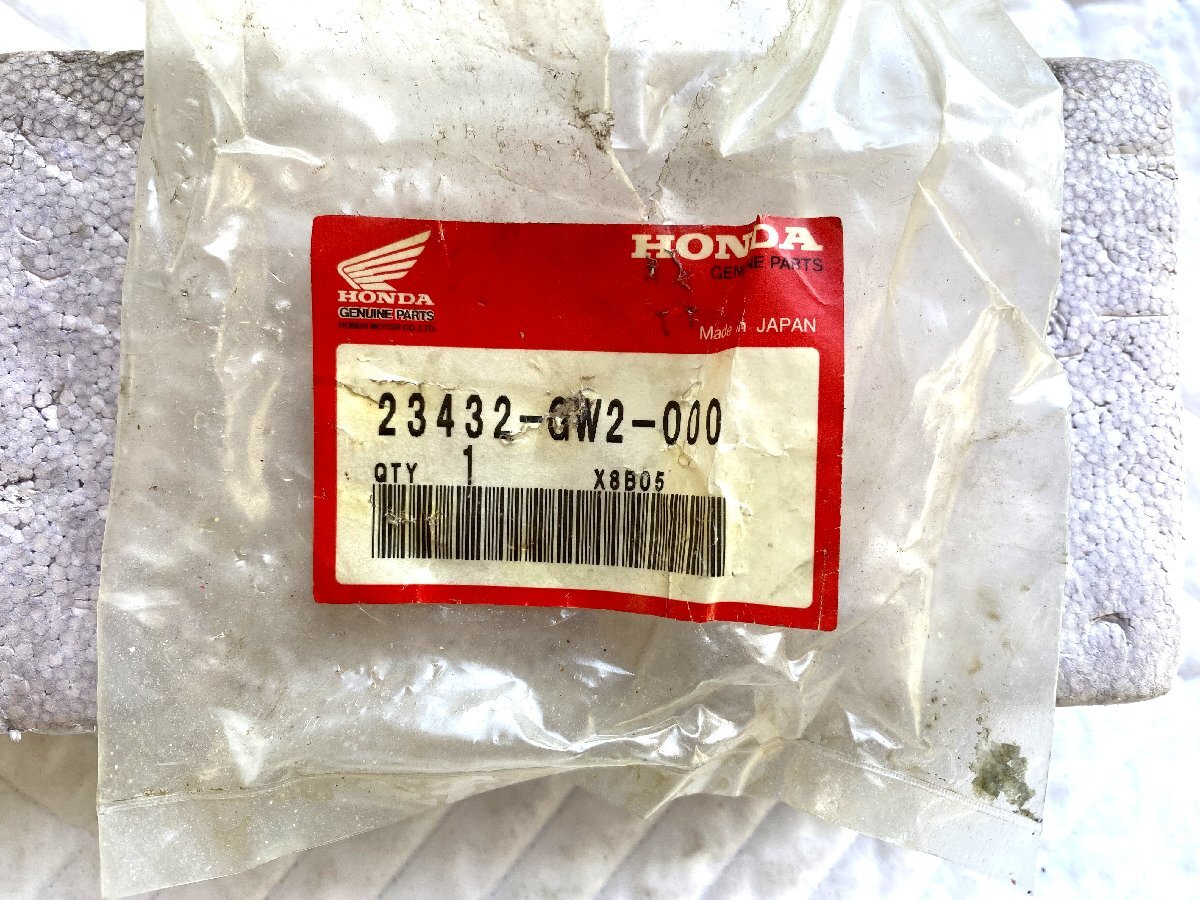 HONDA
GENUINE PARTS
HONDA MOTOR CO., LTD.
HONDA
GENUINE PARTS
Made in JAPAN
23432-GW2-000
QTY 1 X8B05